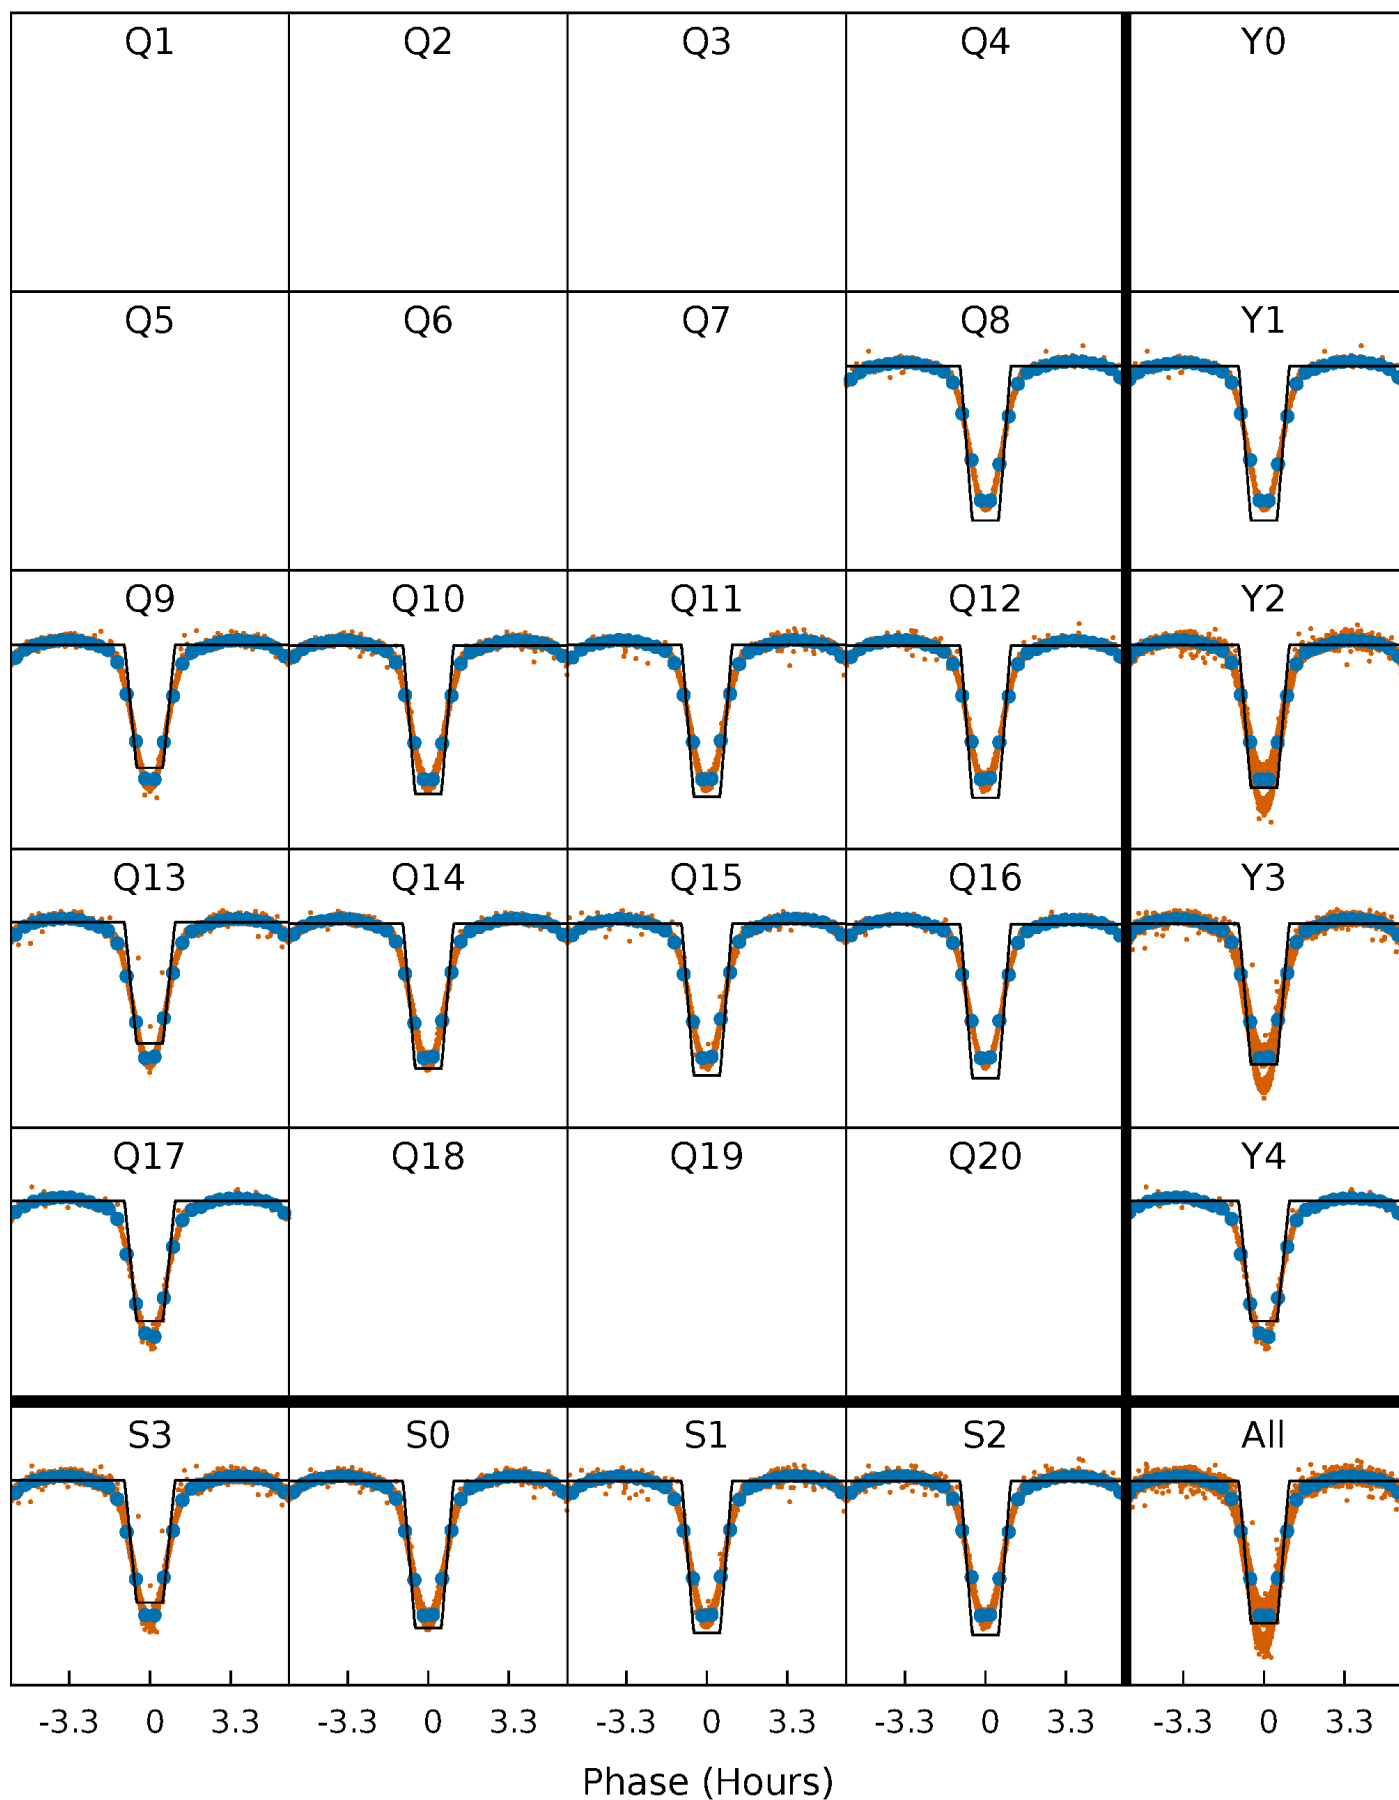 Q1 Q2 Q3 Q4 Y0
Q5 Q6 Q7 Q8 Y1
Q9 Q10 Q11 Q12 Y2
Q13 Q14 Q15 Q16 Y3
Q17 Q18 Q19 Q20 Y4
S3 S0 S1 S2 All
-3.3 0 3.3 -3.3 0 3.3 -3.3 0 3.3 -3.3 0 3.3 -3.3 0 3.3
Phase (Hours)